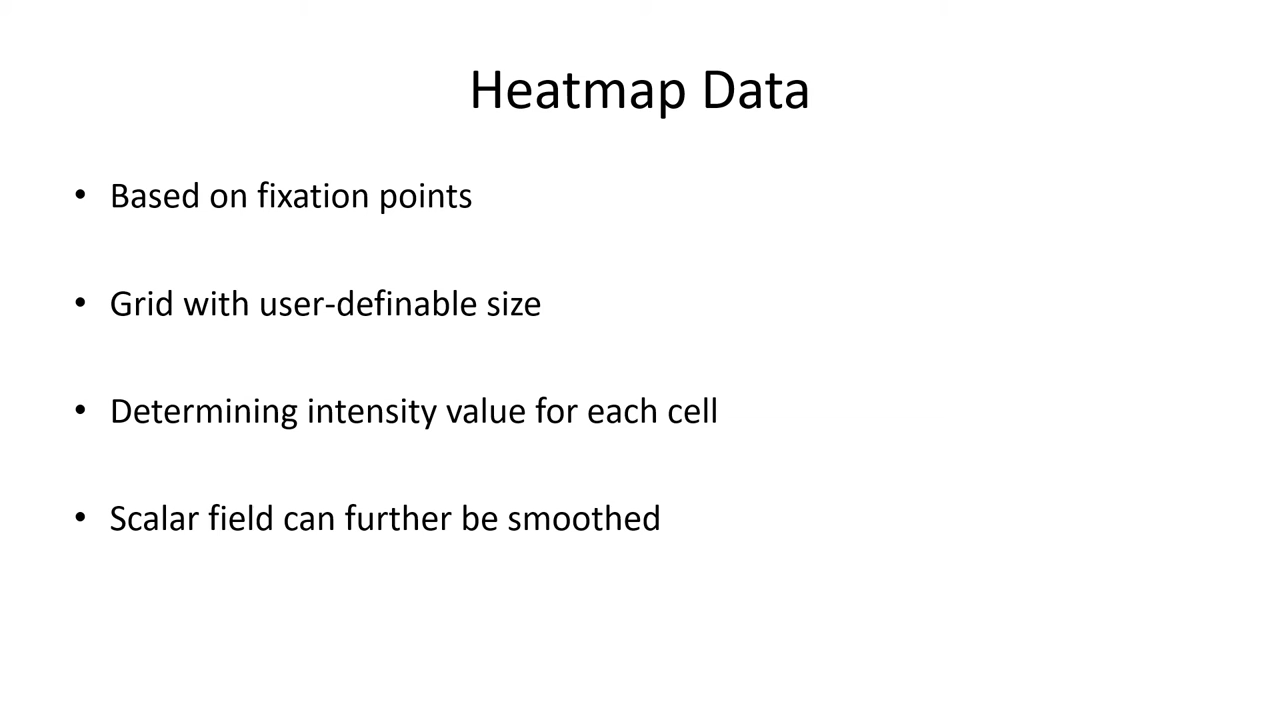 Heatmap Data
• Based on fixation points
• Grid with user-definable size
• Determining intensity value for each cell
• Scalar field can further be smoothed